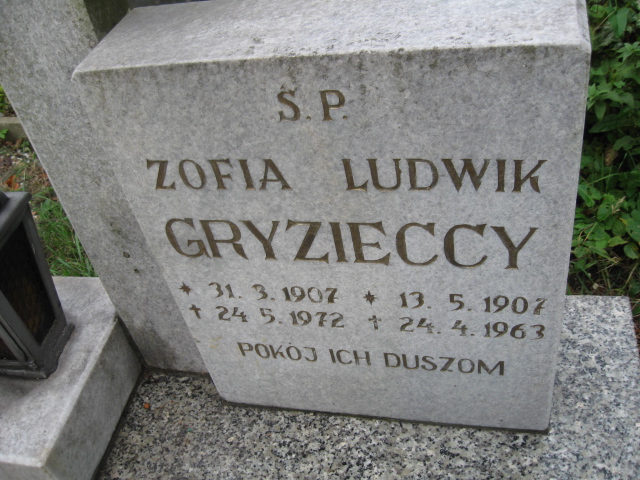 Ś.P.
ZOFIA LUDWIK
GRYZIECCY
* 31.3.1907 * 13.5.1907
† 24.5.1972 † 24.4.1963
POKÓJ ICH DUSZOM